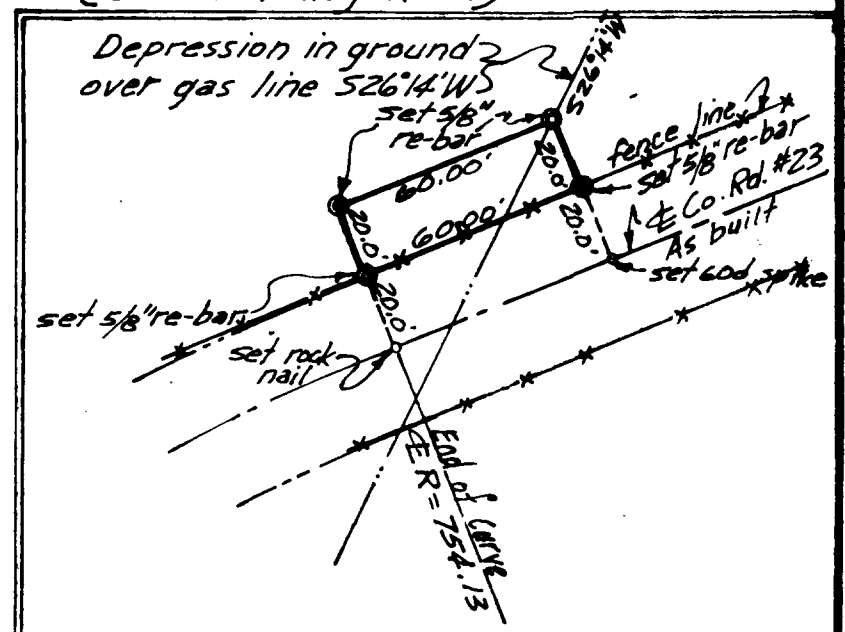 Depression in ground
over gas line S26°14'W
S26°14'W
set 5/8"
re-bar
60.00'
20.0'
fence line
set 5/8" re-bar
20.0'
60.00'
20.0'
℄ Co. Rd. #23
As built
set 60d spike
set 5/8" re-bar
20.0'
set rock
nail
End of Curve
℄ R = 754.13